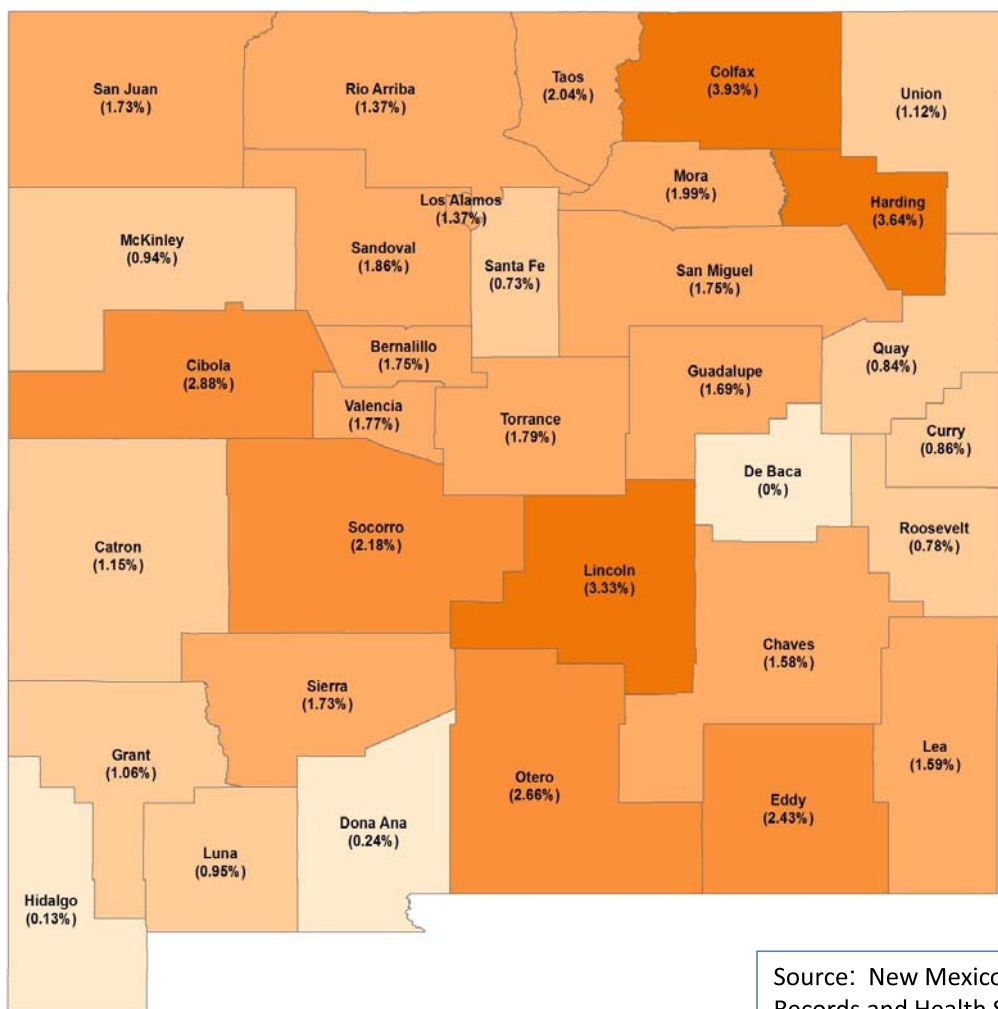 San Juan
(1.73%)
Rio Arriba
(1.37%)
Taos
(2.04%)
Colfax
(3.93%)
Union
(1.12%)
Mora
(1.99%)
Los Alamos
(1.37%)
Harding
(3.64%)
McKinley
(0.94%)
Sandoval
(1.86%)
Santa Fe
(0.73%)
San Miguel
(1.75%)
Cibola
(2.88%)
Bernalillo
(1.75%)
Quay
(0.84%)
Guadalupe
(1.69%)
Valencia
(1.77%)
Torrance
(1.79%)
Curry
(0.86%)
De Baca
(0%)
Catron
(1.15%)
Socorro
(2.18%)
Roosevelt
(0.78%)
Lincoln
(3.33%)
Chaves
(1.58%)
Sierra
(1.73%)
Grant
(1.06%)
Otero
(2.66%)
Lea
(1.59%)
Eddy
(2.43%)
Dona Ana
(0.24%)
Luna
(0.95%)
Hidalgo
(0.13%)
Source: New Mexico
Records and Health